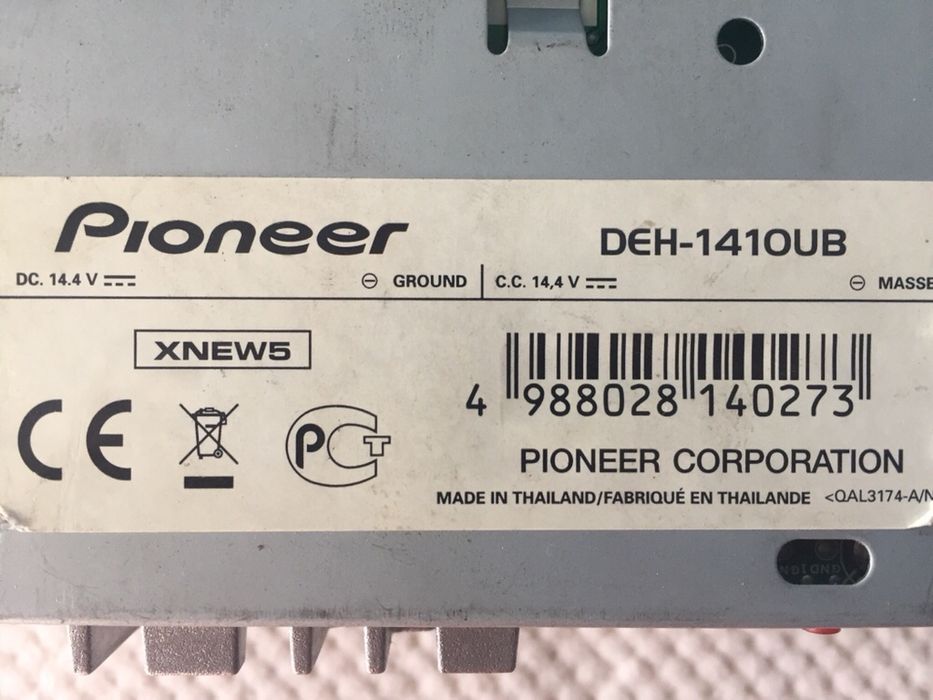 Pioneer
DEH-1410UB
DC. 14.4 V ⎓ ⊖ GROUND
C.C. 14,4 V ⎓ ⊖ MASSE
XNEW5
4 988028 140273
CE
PCT
PIONEER CORPORATION
MADE IN THAILAND/FABRIQUÉ EN THAILANDE <QAL3174-A/N